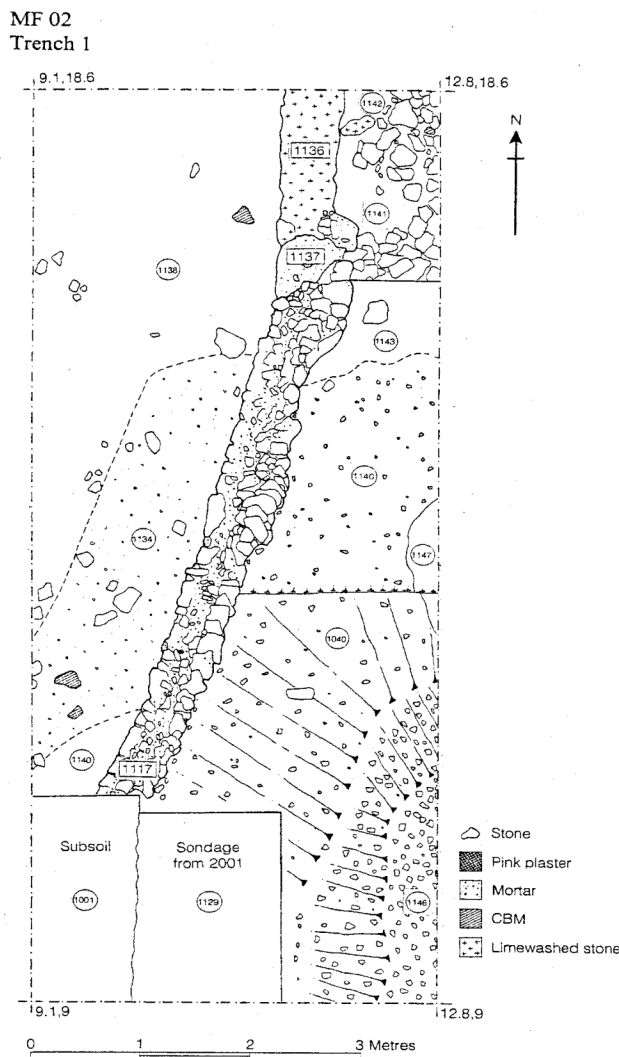 MF 02
Trench 1
9.1,18.6
12.8,18.6
1142
N
1136
1141
1137
1138
1143
1140
1134
1147
1040
1140
1117
Subsoil
Sondage
from 2001
1001
1129
1146
Stone
Pink plaster
Mortar
CBM
Limewashed stone
9.1,9
12.8,9
0 1 2 3 Metres